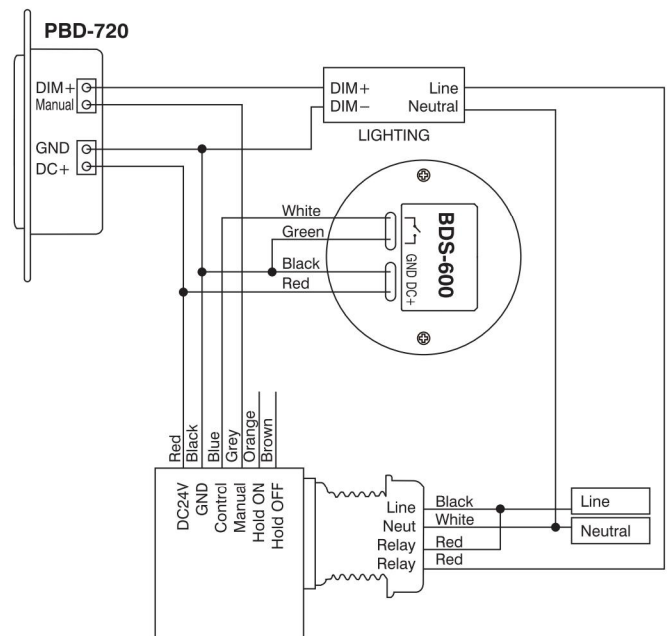 PBD-720
DIM+
Manual
GND
DC+
DIM+ Line
DIM− Neutral
LIGHTING
White
Green
Black
Red
BDS-600
GND DC+
Red
Black
Blue
Grey
Orange
Brown
DC24V
GND
Control
Manual
Hold ON
Hold OFF
Line Black
Neut White
Relay Red
Relay Red
Line
Neutral